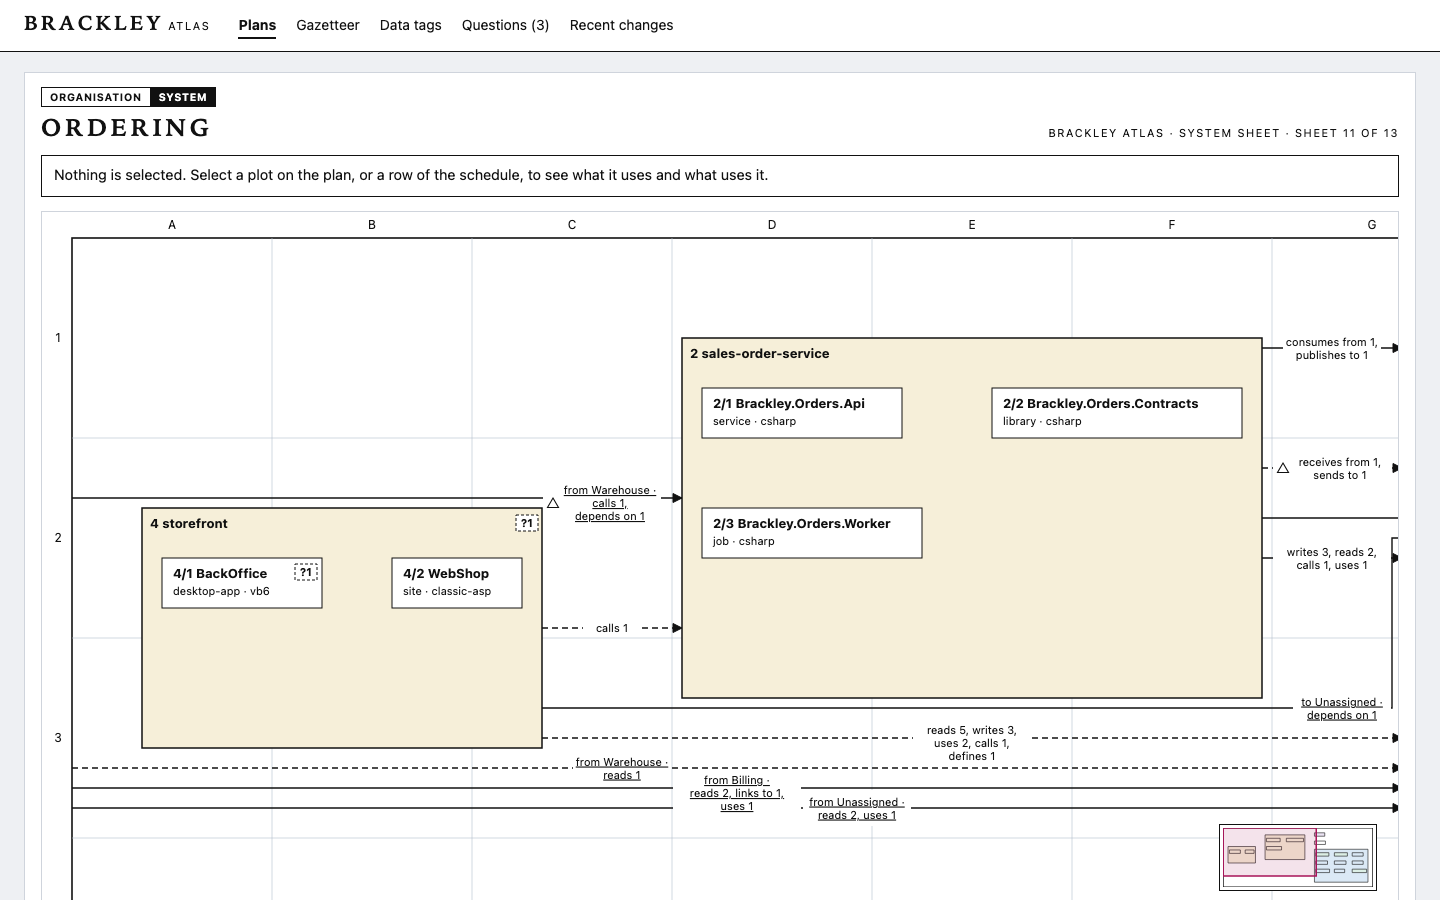 BRACKLEY ATLAS
Plans
Gazetteer
Data tags
Questions (3)
Recent changes
ORGANISATION
SYSTEM
ORDERING
BRACKLEY ATLAS · SYSTEM SHEET · SHEET 11 OF 13
Nothing is selected. Select a plot on the plan, or a row of the schedule, to see what it uses and what uses it.
A
B
C
D
E
F
G
1
2
3
2 sales-order-service
2/1 Brackley.Orders.Api
service · csharp
2/2 Brackley.Orders.Contracts
library · csharp
2/3 Brackley.Orders.Worker
job · csharp
consumes from 1,
publishes to 1
receives from 1,
sends to 1
from Warehouse ·
calls 1,
depends on 1
4 storefront
?1
4/1 BackOffice
?1
desktop-app · vb6
4/2 WebShop
site · classic-asp
writes 3, reads 2,
calls 1, uses 1
calls 1
to Unassigned ·
depends on 1
reads 5, writes 3,
uses 2, calls 1,
defines 1
from Warehouse ·
reads 1
from Billing ·
reads 2, links to 1,
uses 1
from Unassigned ·
reads 2, uses 1